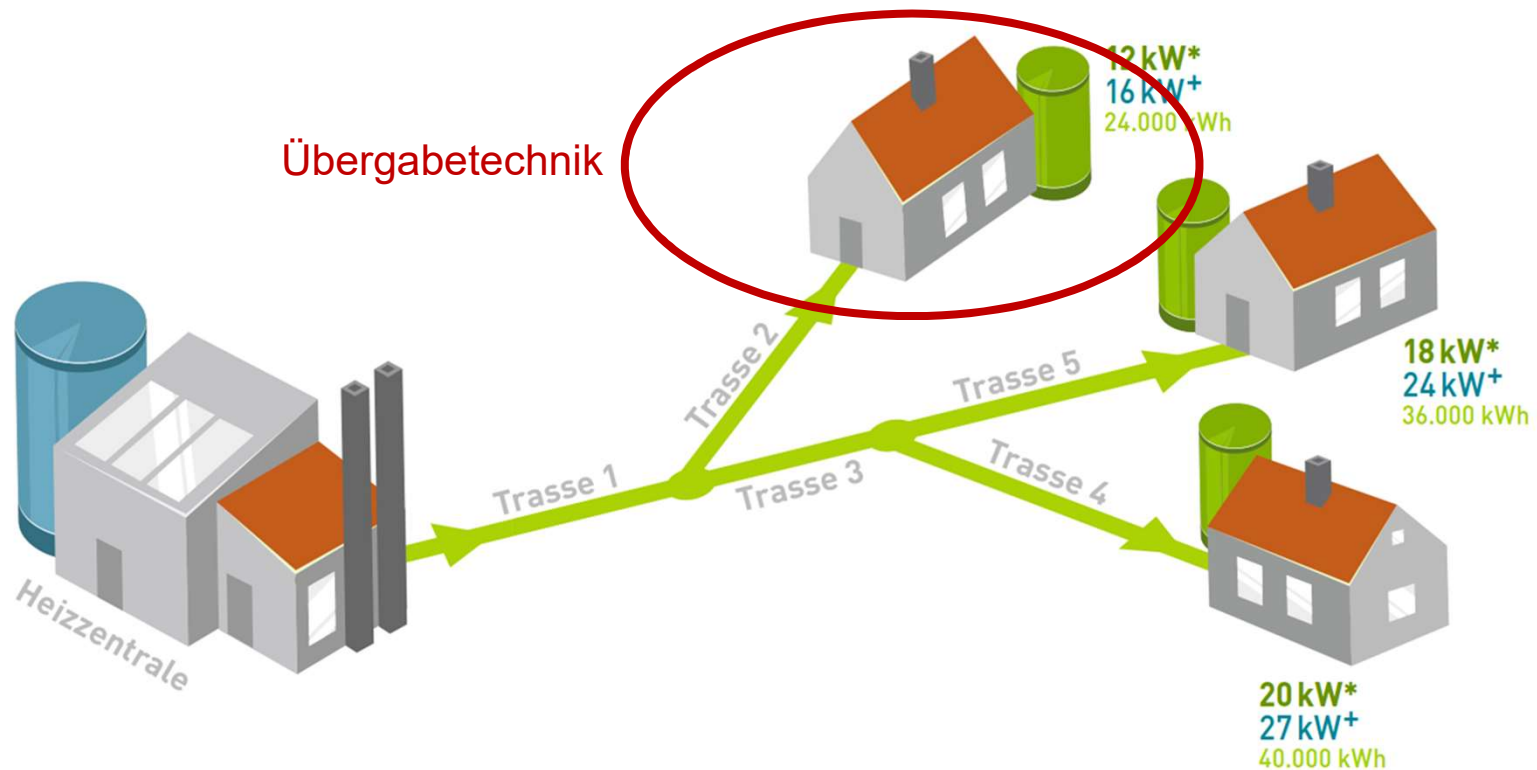 Übergabetechnik
12 kW*
16 kW+
24.000 kWh
Trasse 2
Trasse 5
18 kW*
24 kW+
36.000 kWh
Trasse 1
Trasse 3
Trasse 4
Heizzentrale
20 kW*
27 kW+
40.000 kWh